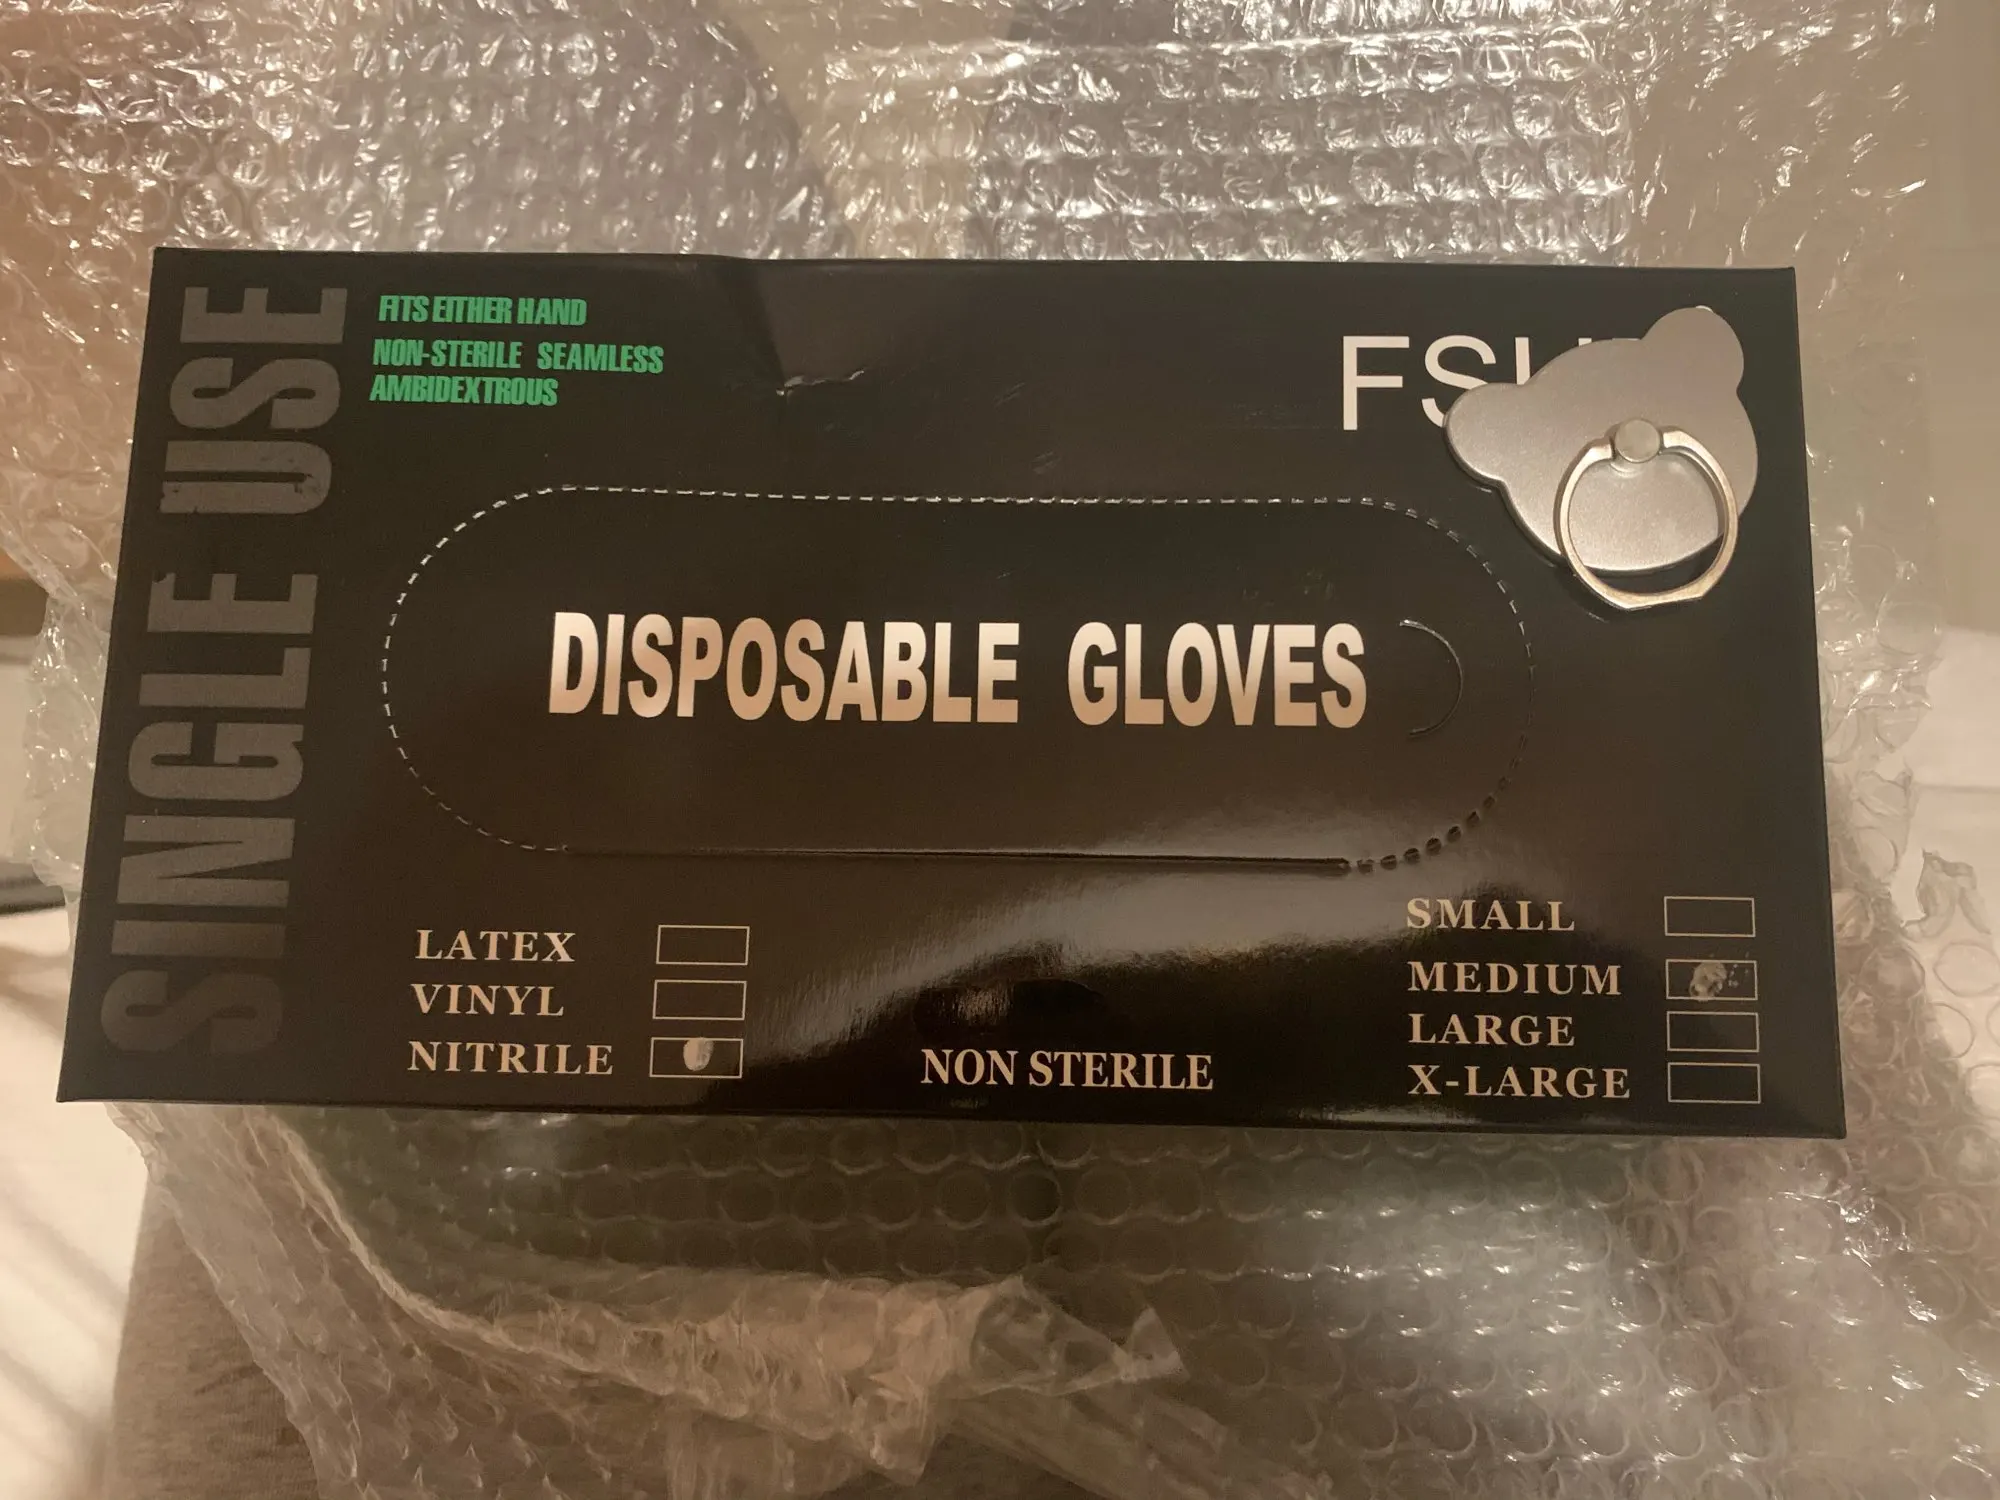 SINGLE USE
FITS EITHER HAND
NON-STERILE SEAMLESS
AMBIDEXTROUS
DISPOSABLE GLOVES
LATEX
VINYL
NITRILE
NON STERILE
SMALL
MEDIUM
LARGE
X-LARGE